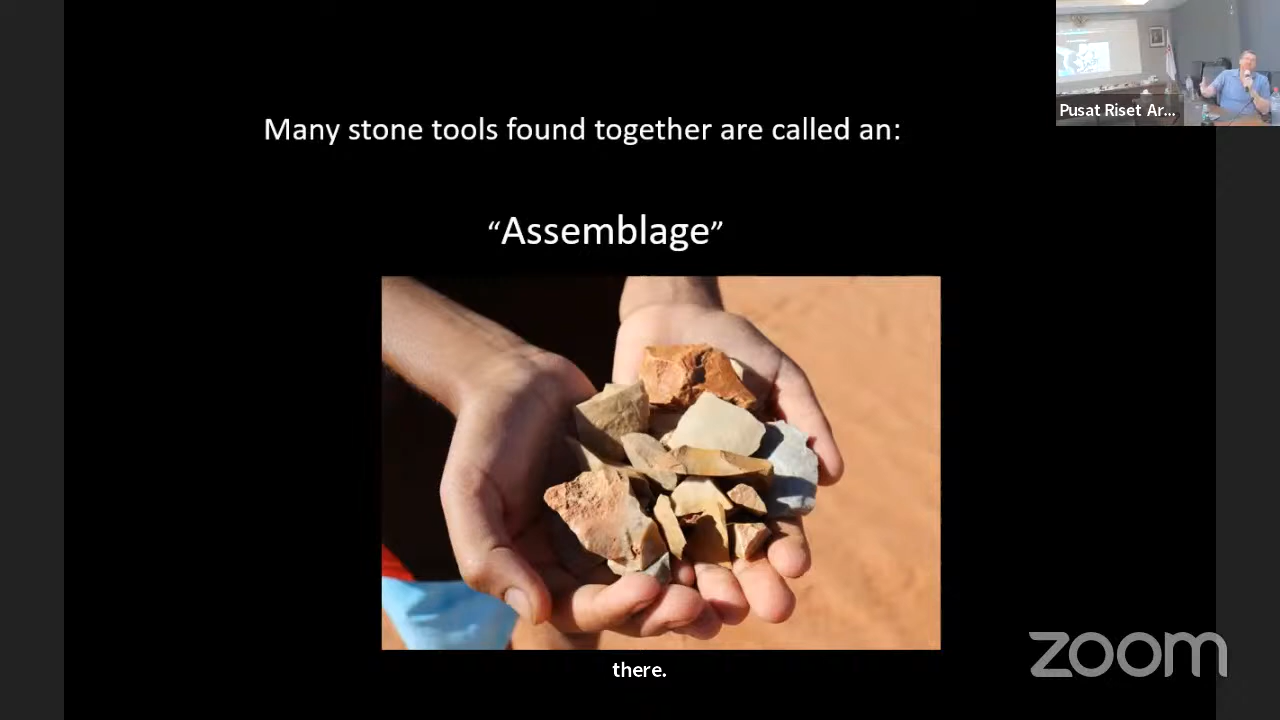 Pusat Riset Ar...
Many stone tools found together are called an:
“Assemblage”
there.
zoom